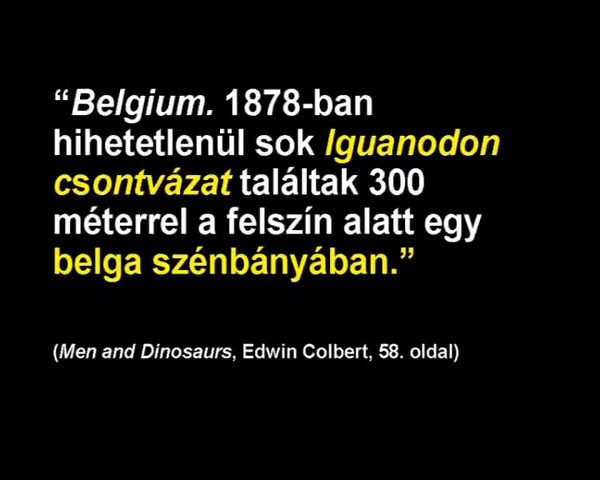 “Belgium. 1878-ban
hihetetlenül sok Iguanodon
csontvázat találtak 300
méterrel a felszín alatt egy
belga szénbányában.”
(Men and Dinosaurs, Edwin Colbert, 58. oldal)